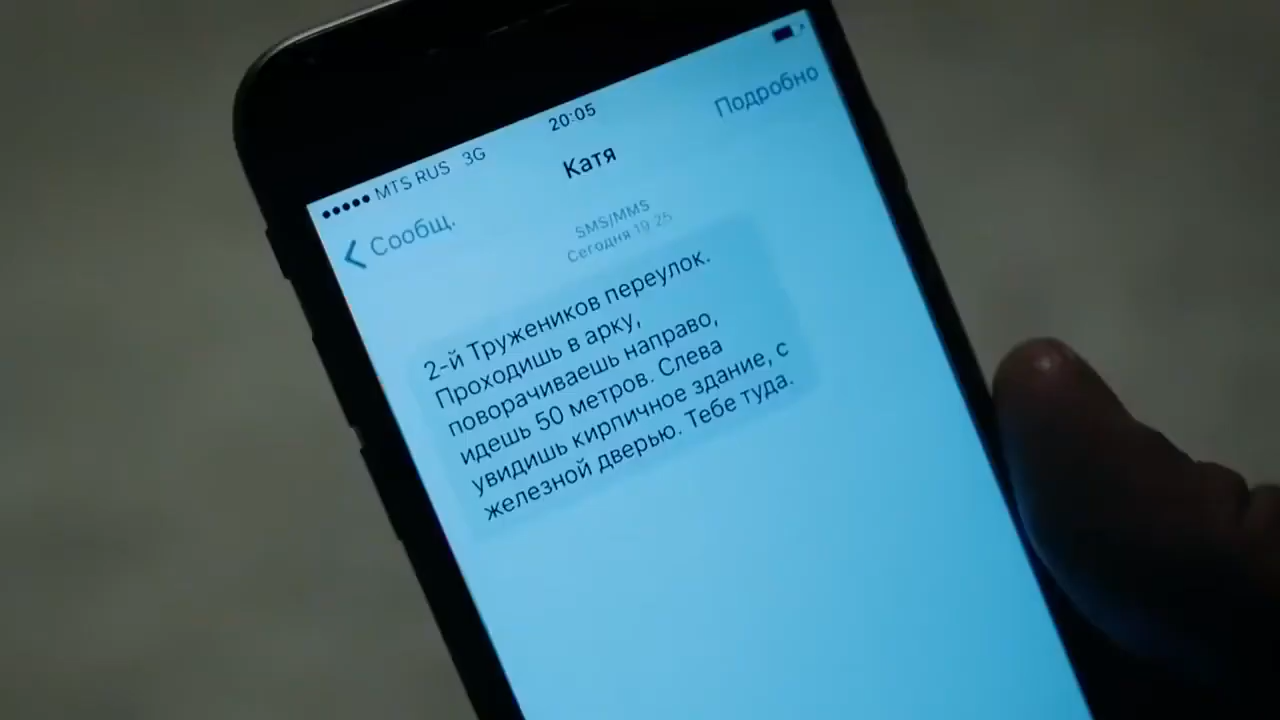 ●●●●● MTS RUS 3G 20:05
Сообщ. Катя Подробно
SMS/MMS
Сегодня 19:25
2-й Тружеников переулок.
Проходишь в арку,
поворачиваешь направо,
идешь 50 метров. Слева
увидишь кирпичное здание, с
железной дверью. Тебе туда.